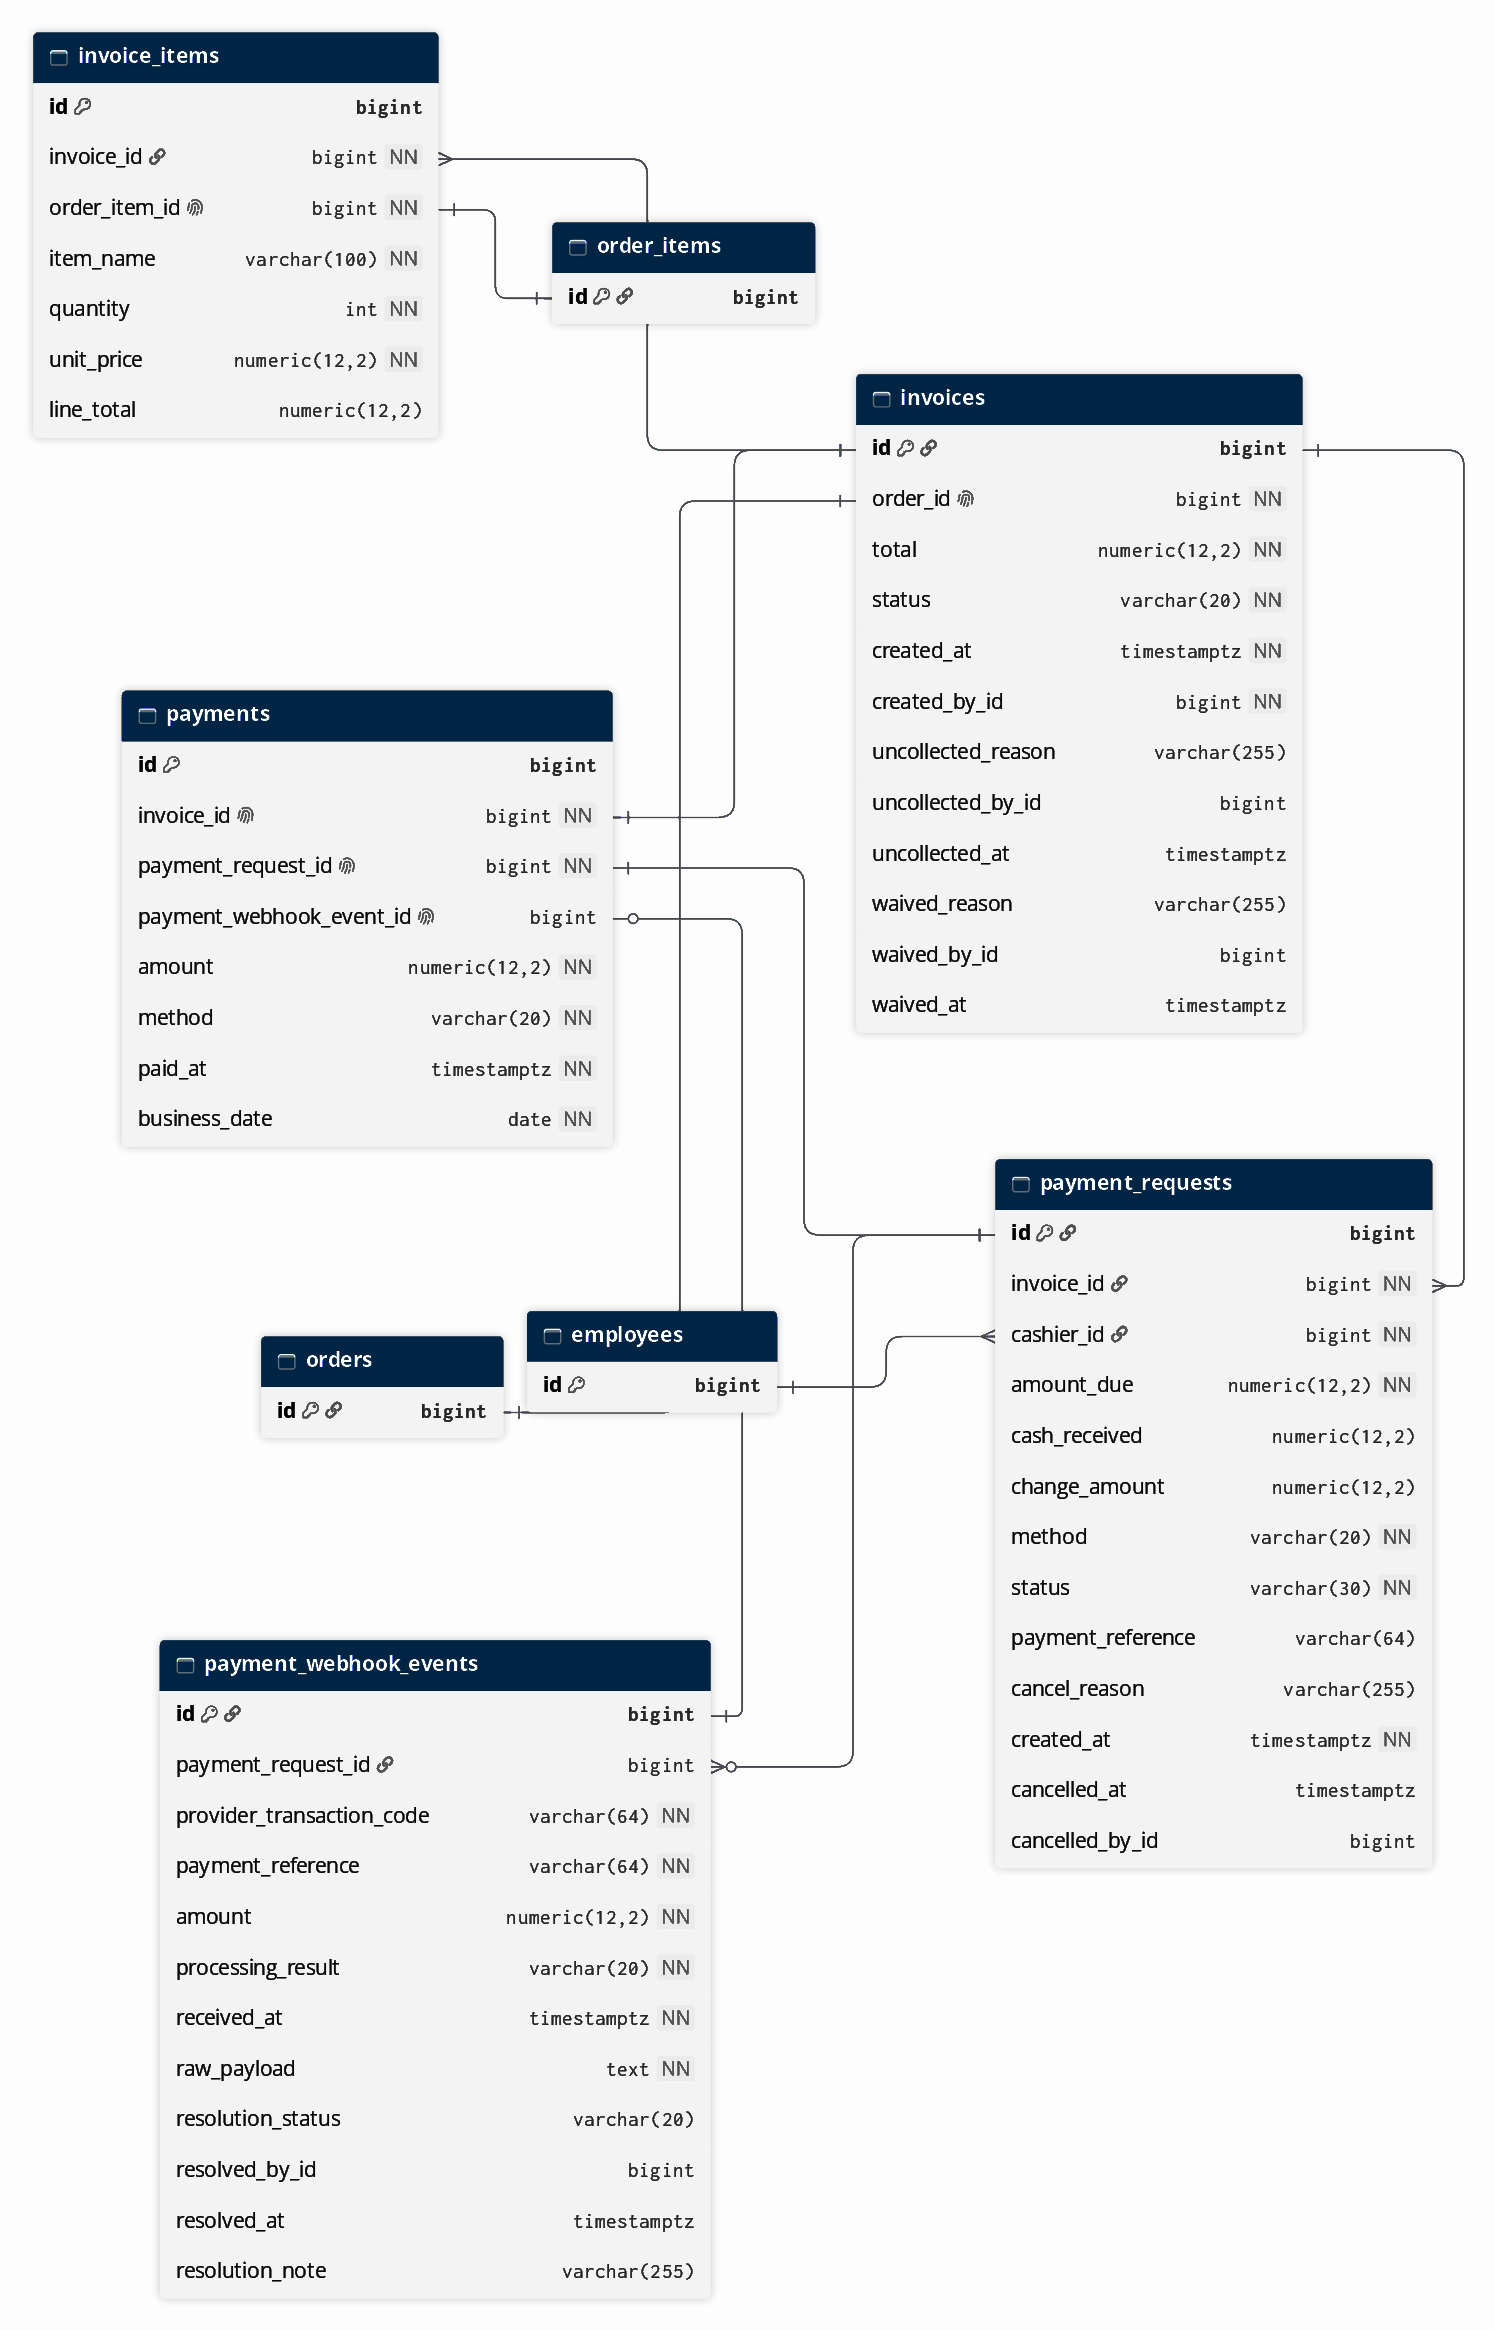 invoice_items
id bigint
invoice_id bigint NN
order_item_id bigint NN
item_name varchar(100) NN
quantity int NN
unit_price numeric(12,2) NN
line_total numeric(12,2)
order_items
id bigint
invoices
id bigint
order_id bigint NN
total numeric(12,2) NN
status varchar(20) NN
created_at timestamptz NN
created_by_id bigint NN
uncollected_reason varchar(255)
uncollected_by_id bigint
uncollected_at timestamptz
waived_reason varchar(255)
waived_by_id bigint
waived_at timestamptz
payments
id bigint
invoice_id bigint NN
payment_request_id bigint NN
payment_webhook_event_id bigint
amount numeric(12,2) NN
method varchar(20) NN
paid_at timestamptz NN
business_date date NN
payment_requests
id bigint
invoice_id bigint NN
cashier_id bigint NN
amount_due numeric(12,2) NN
cash_received numeric(12,2)
change_amount numeric(12,2)
method varchar(20) NN
status varchar(30) NN
payment_reference varchar(64)
cancel_reason varchar(255)
created_at timestamptz NN
cancelled_at timestamptz
cancelled_by_id bigint
employees
id bigint
orders
id bigint
payment_webhook_events
id bigint
payment_request_id bigint
provider_transaction_code varchar(64) NN
payment_reference varchar(64) NN
amount numeric(12,2) NN
processing_result varchar(20) NN
received_at timestamptz NN
raw_payload text NN
resolution_status varchar(20)
resolved_by_id bigint
resolved_at timestamptz
resolution_note varchar(255)